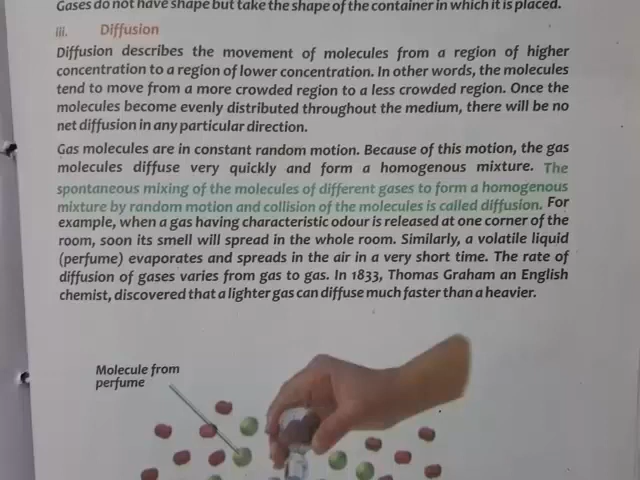 Gases do not have shape but take the shape of the container in which it is placed.
iii. Diffusion
Diffusion describes the movement of molecules from a region of higher
concentration to a region of lower concentration. In other words, the molecules
tend to move from a more crowded region to a less crowded region. Once the
molecules become evenly distributed throughout the medium, there will be no
net diffusion in any particular direction.
Gas molecules are in constant random motion. Because of this motion, the gas
molecules diffuse very quickly and form a homogenous mixture. The
spontaneous mixing of the molecules of different gases to form a homogenous
mixture by random motion and collision of the molecules is called diffusion. For
example, when a gas having characteristic odour is released at one corner of the
room, soon its smell will spread in the whole room. Similarly, a volatile liquid
(perfume) evaporates and spreads in the air in a very short time. The rate of
diffusion of gases varies from gas to gas. In 1833, Thomas Graham an English
chemist, discovered that a lighter gas can diffuse much faster than a heavier.
Molecule from
perfume